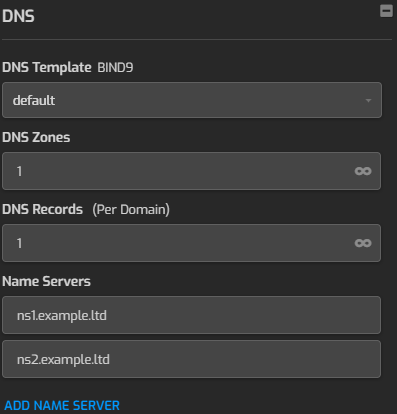 DNS
DNS Template BIND9
default
DNS Zones
1
DNS Records (Per Domain)
1
Name Servers
ns1.example.ltd
ns2.example.ltd
ADD NAME SERVER